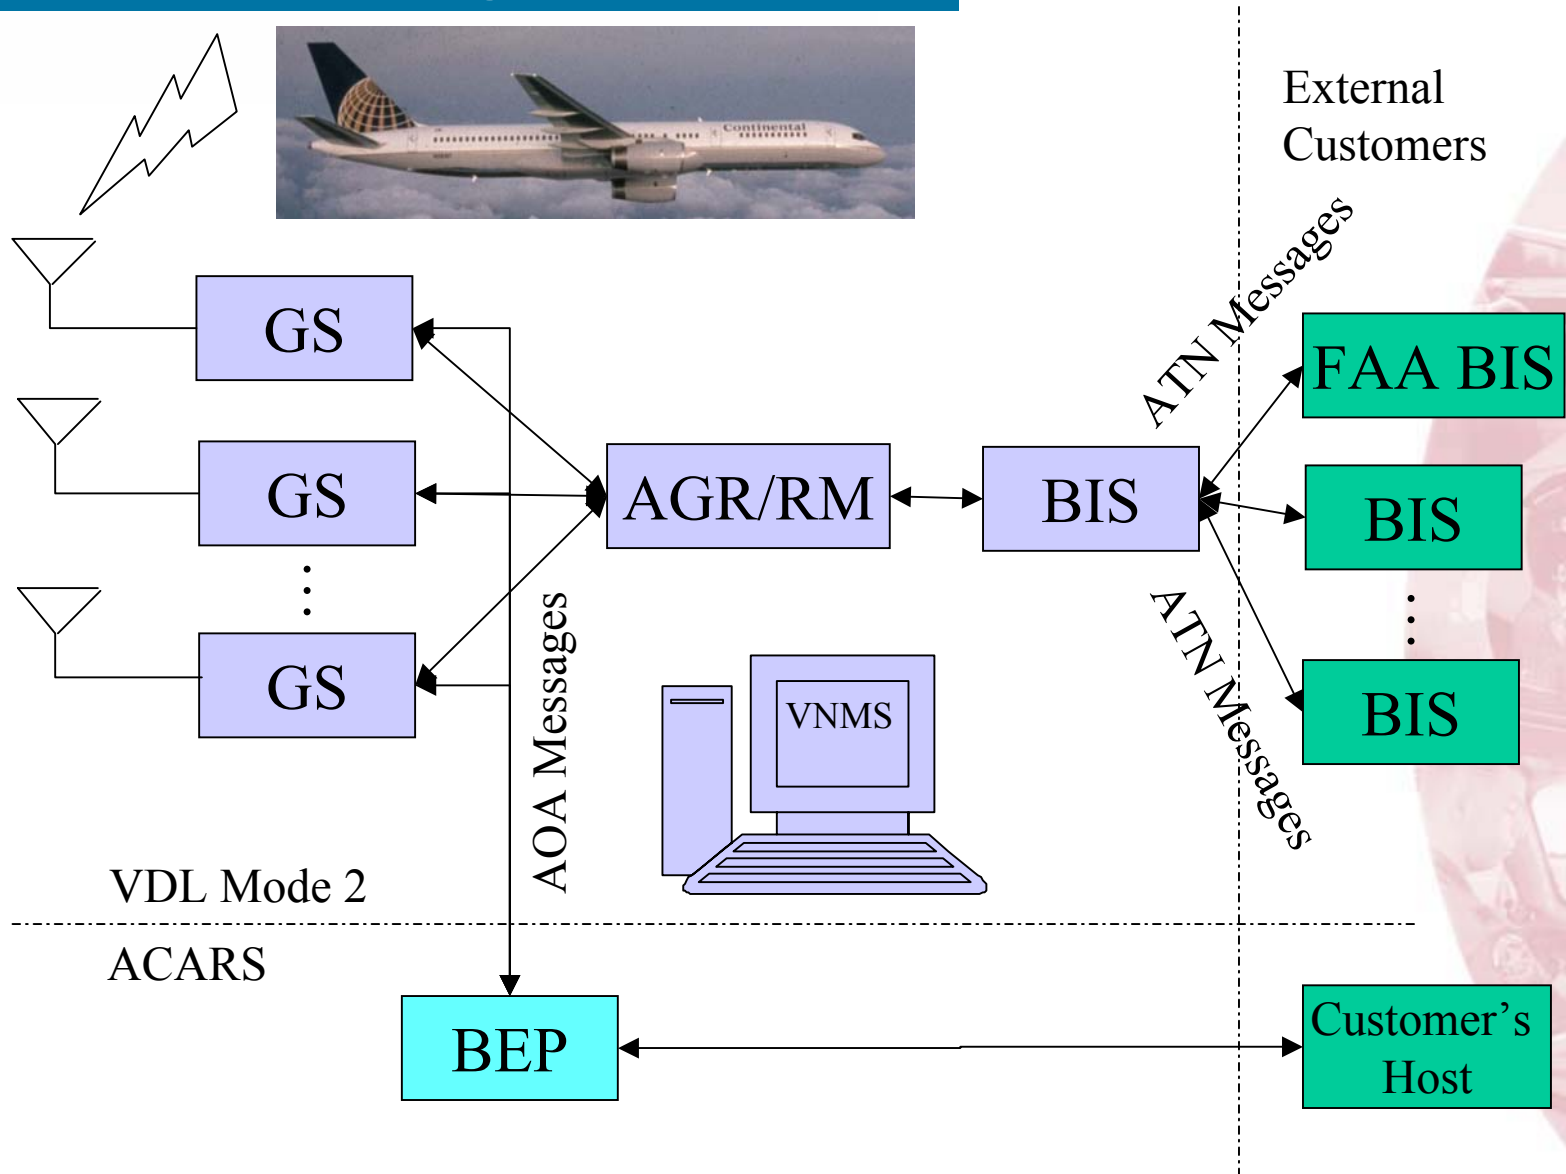 Continental
External
Customers
ATN Messages
GS
FAA BIS
GS
AGR/RM
BIS
BIS
GS
AOA Messages
VNMS
ATN Messages
BIS
VDL Mode 2
ACARS
BEP
Customer’s
Host